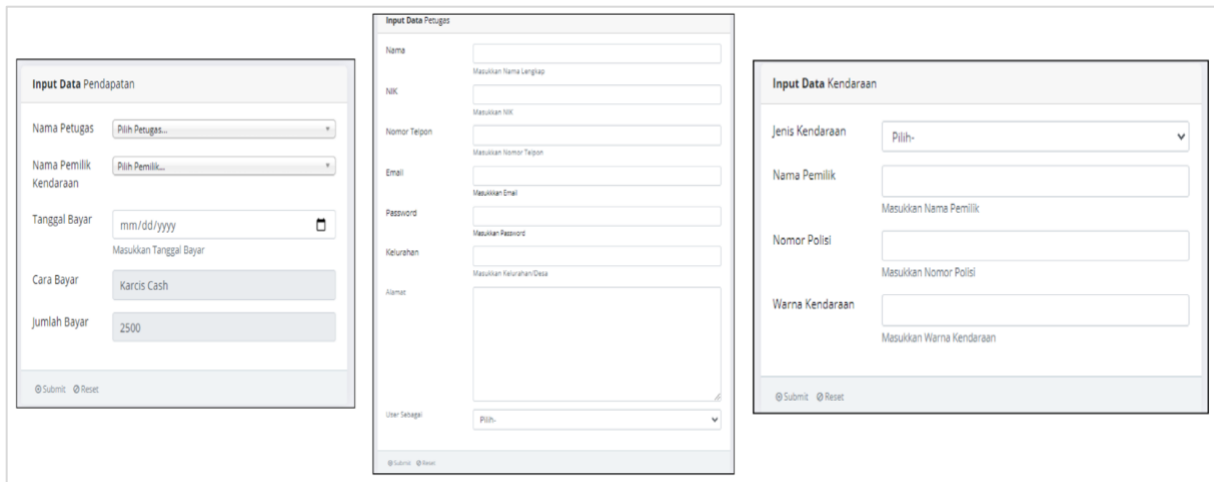 Input Data Pendapatan
Nama Petugas
Pilih Petugas...
Nama Pemilik
Kendaraan
Pilih Pemilik...
Tanggal Bayar
mm/dd/yyyy
Masukkan Tanggal Bayar
Cara Bayar
Karcis Cash
Jumlah Bayar
2500
Submit Reset
Input Data Petugas
Nama
Masukkan Nama Lengkap
NIK
Masukkan NIK
Nomor Telpon
Masukkan Nomor Telpon
Email
Masukkkan Email
Password
Masukkan Password
Kelurahan
Masukkan Kelurahan/Desa
Alamat
User Sebagai
Pilih-
Submit Reset
Input Data Kendaraan
Jenis Kendaraan
Pilih-
Nama Pemilik
Masukkan Nama Pemilik
Nomor Polisi
Masukkan Nomor Polisi
Warna Kendaraan
Masukkan Warna Kendaraan
Submit Reset